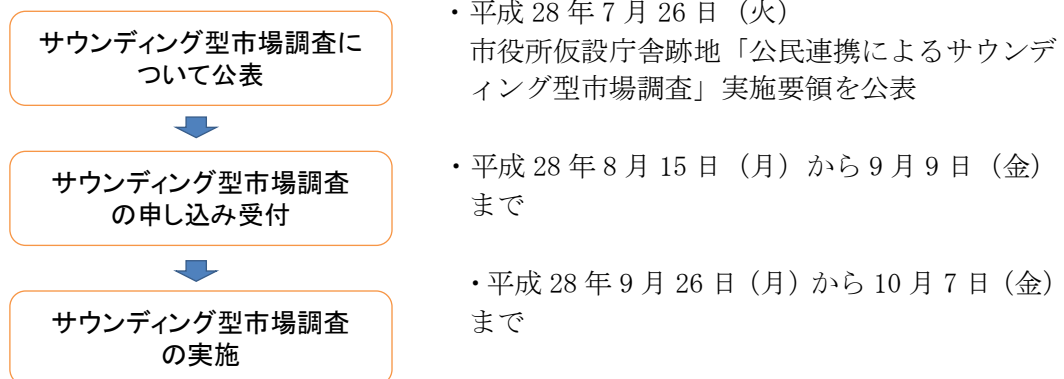 サウンディング型市場調査に
ついて公表
・平成 28 年 7 月 26 日（火）
市役所仮設庁舎跡地「公民連携によるサウンデ
ィング型市場調査」実施要領を公表
サウンディング型市場調査
の申し込み受付
・平成 28 年 8 月 15 日（月）から 9 月 9 日（金）
まで
サウンディング型市場調査
の実施
・平成 28 年 9 月 26 日（月）から 10 月 7 日（金）
まで